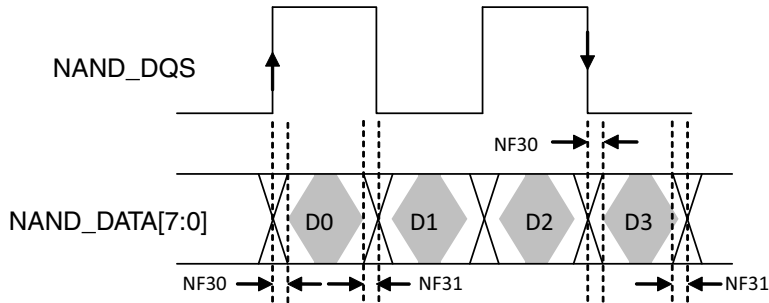 NAND_DQS
NF30
NAND_DATA[7:0]
D0 D1 D2 D3
NF30 NF31 NF31